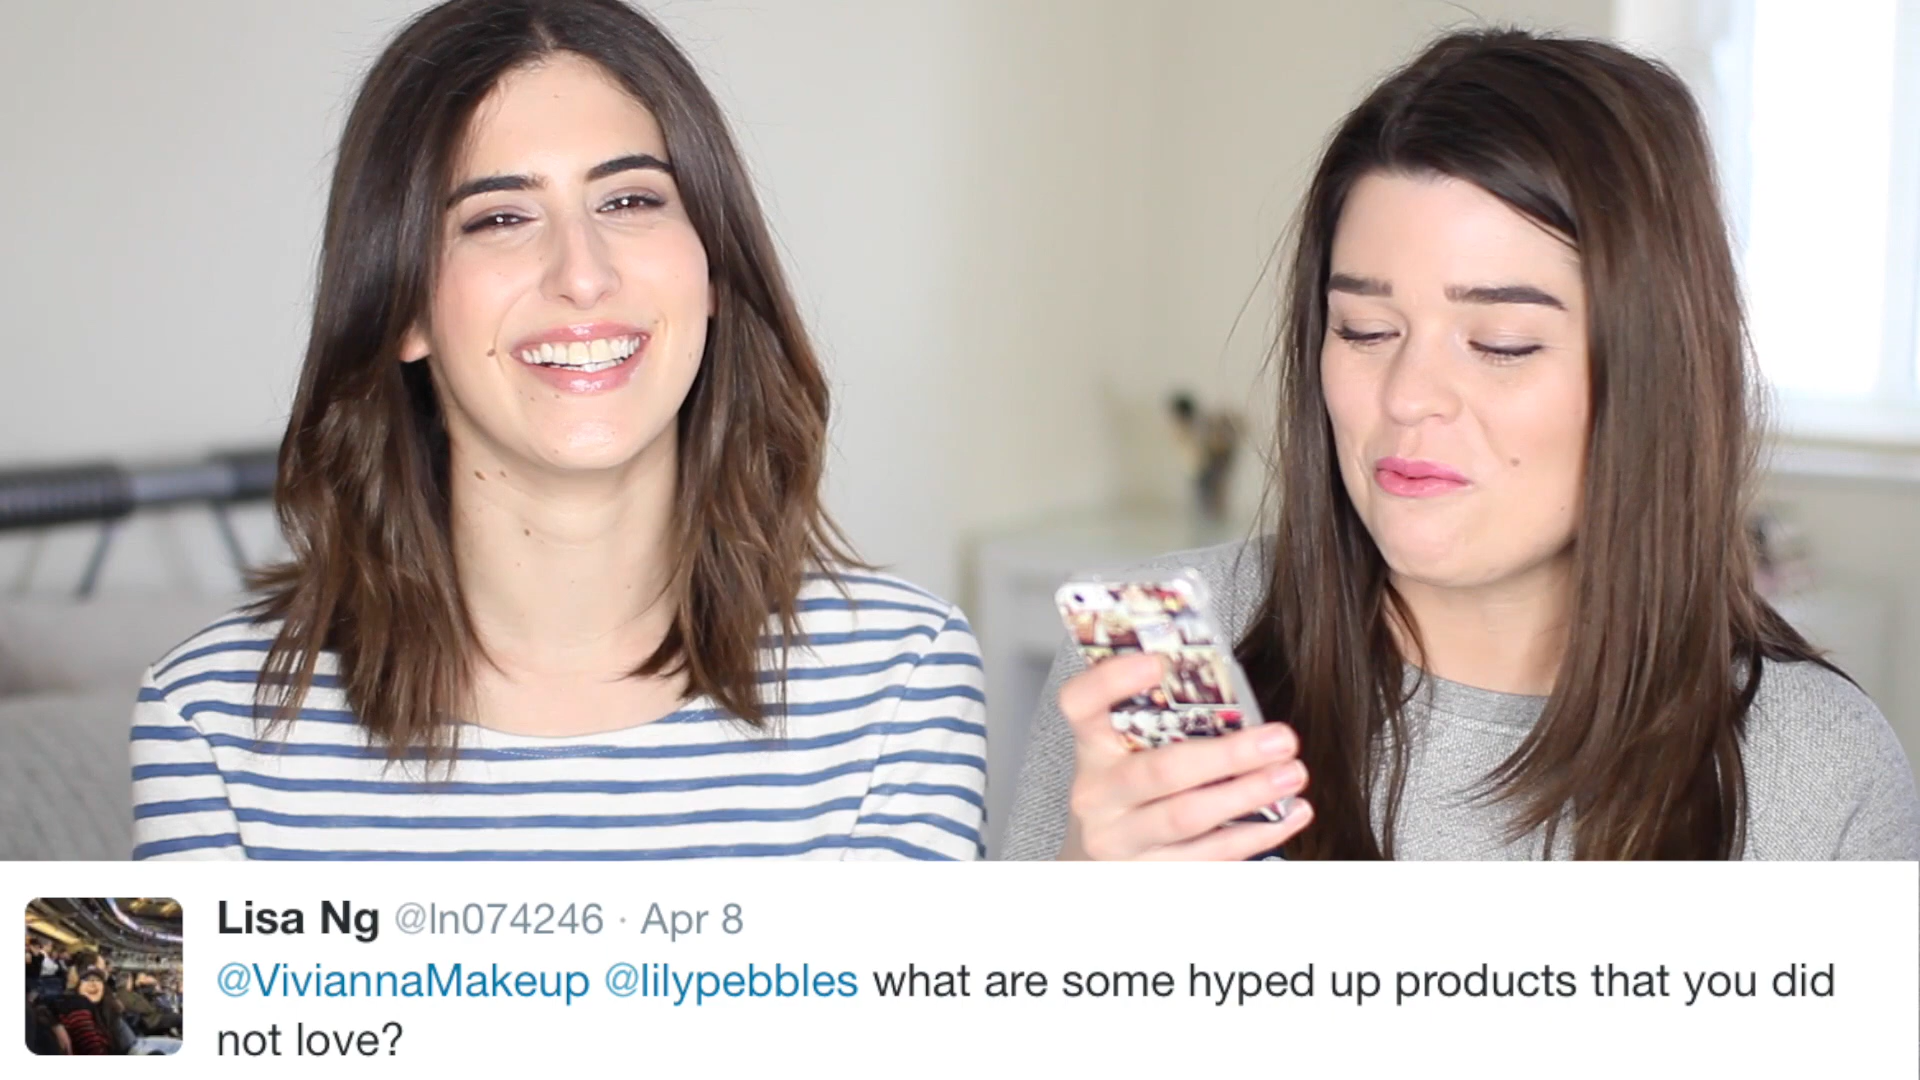 Lisa Ng @ln074246 · Apr 8
@ViviannaMakeup @lilypebbles what are some hyped up products that you did
not love?